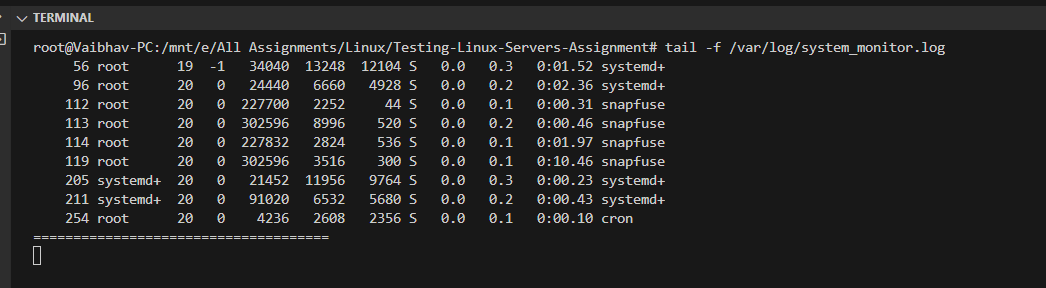 TERMINAL
root@Vaibhav-PC:/mnt/e/All Assignments/Linux/Testing-Linux-Servers-Assignment# tail -f /var/log/system_monitor.log
56 root 19 -1 34040 13248 12104 S 0.0 0.3 0:01.52 systemd+
96 root 20 0 24440 6660 4928 S 0.0 0.2 0:02.36 systemd+
112 root 20 0 227700 2252 44 S 0.0 0.1 0:00.31 snapfuse
113 root 20 0 302596 8996 520 S 0.0 0.2 0:00.46 snapfuse
114 root 20 0 227832 2824 536 S 0.0 0.1 0:01.97 snapfuse
119 root 20 0 302596 3516 300 S 0.0 0.1 0:10.46 snapfuse
205 systemd+ 20 0 21452 11956 9764 S 0.0 0.3 0:00.23 systemd+
211 systemd+ 20 0 91020 6532 5680 S 0.0 0.2 0:00.43 systemd+
254 root 20 0 4236 2608 2356 S 0.0 0.1 0:00.10 cron
=====================================